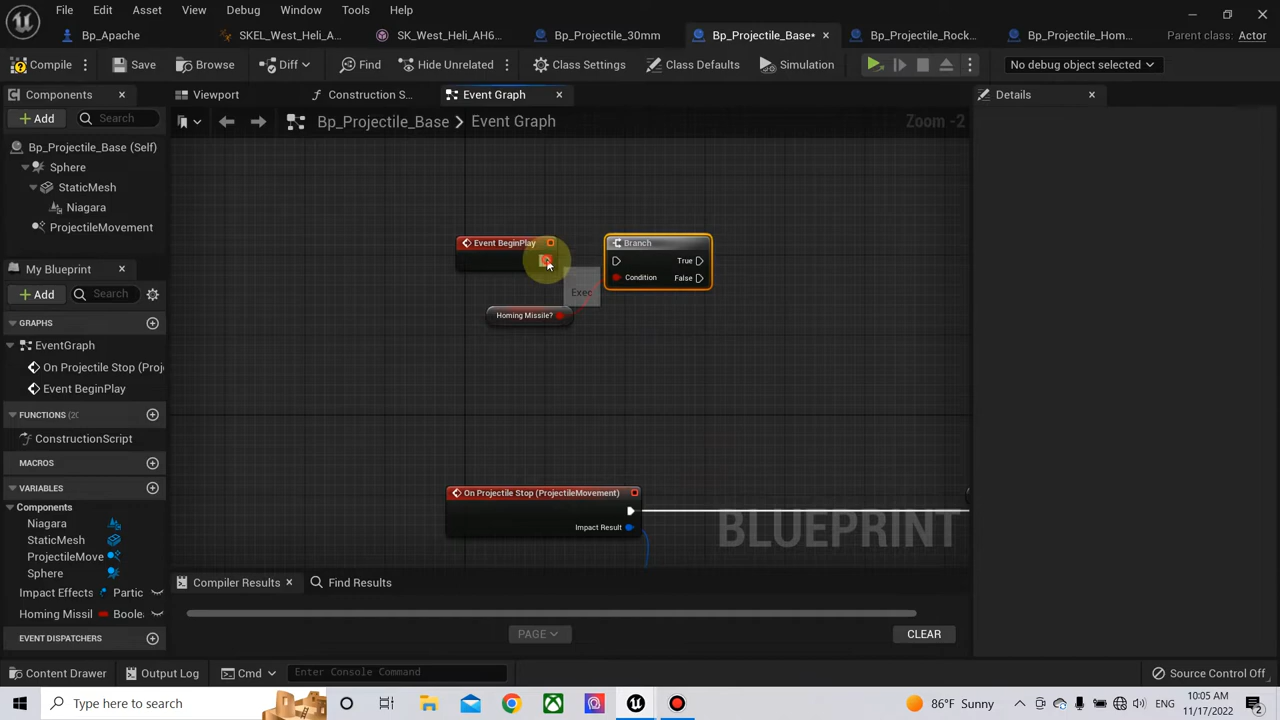 File Edit Asset View Debug Window Tools Help
Bp_Apache SKEL_West_Heli_A... SK_West_Heli_AH6... Bp_Projectile_30mm Bp_Projectile_Base* Bp_Projectile_Rock... Bp_Projectile_Hom... Parent class: Actor
Compile Save Browse Diff Find Hide Unrelated Class Settings Class Defaults Simulation No debug object selected
Components Viewport Construction S... Event Graph Details
Add Search Bp_Projectile_Base > Event Graph Zoom -2
Bp_Projectile_Base (Self)
Sphere
StaticMesh
Niagara
ProjectileMovement
Event BeginPlay
Branch
True
Condition False
Exec
Homing Missile?
My Blueprint
Add Search
GRAPHS
EventGraph
On Projectile Stop (Proj
Event BeginPlay
FUNCTIONS (20
ConstructionScript
MACROS
VARIABLES
Components
Niagara
StaticMesh
ProjectileMove
Sphere
Impact Effects Partic
Homing Missil Boole
EVENT DISPATCHERS
On Projectile Stop (ProjectileMovement)
Impact Result
BLUEPRINT
Compiler Results Find Results
PAGE CLEAR
Content Drawer Output Log Cmd Enter Console Command Source Control Off
Type here to search 86°F Sunny 10:05 AM
11/17/2022
2